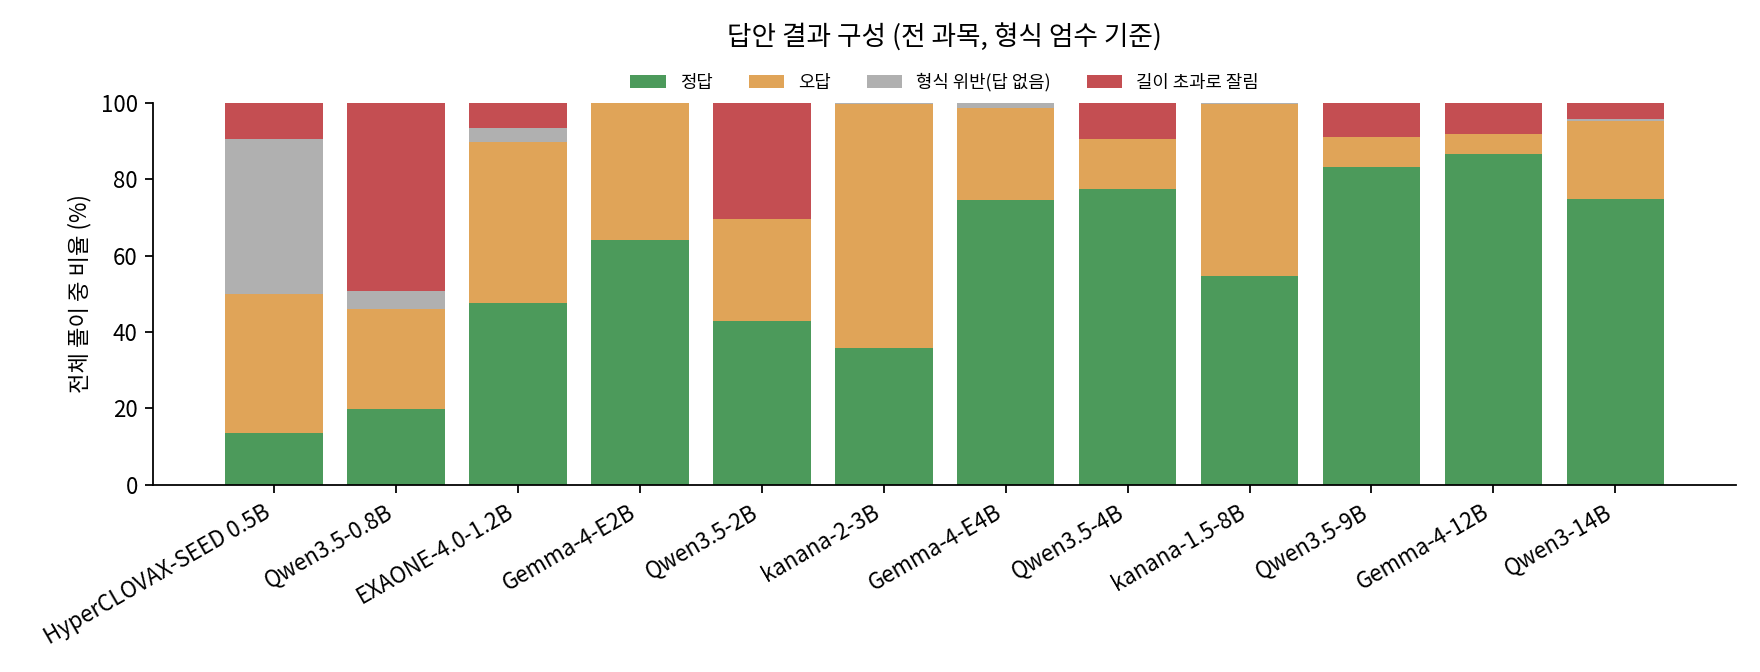 답안 결과 구성 (전 과목, 형식 엄수 기준)
정답 오답 형식 위반(답 없음) 길이 초과로 잘림
전체 풀이 중 비율 (%)
100
80
60
40
20
0
HyperCLOVAX-SEED 0.5B
Qwen3.5-0.8B
EXAONE-4.0-1.2B
Gemma-4-E2B
Qwen3.5-2B
kanana-2-3B
Gemma-4-E4B
Qwen3.5-4B
kanana-1.5-8B
Qwen3.5-9B
Gemma-4-12B
Qwen3-14B